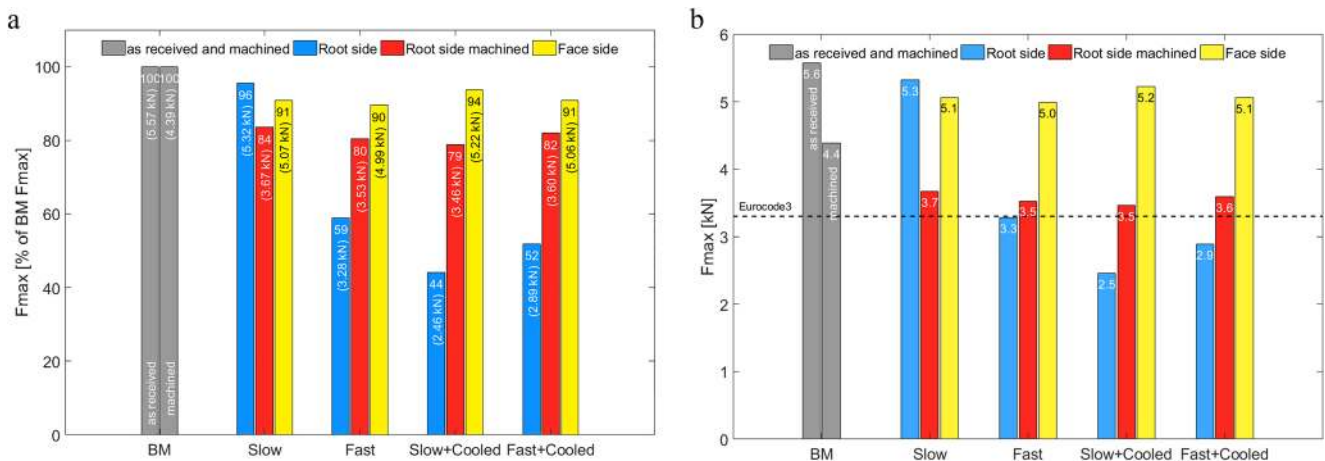 a
as received and machined Root side Root side machined Face side
Fmax [% of BM Fmax]
100
80
60
40
20
0
100
(5.57 kN)
as received
100
(4.39 kN)
machined
96
(5.32 kN)
84
(3.67 kN)
91
(5.07 kN)
59
(3.28 kN)
80
(3.53 kN)
90
(4.99 kN)
44
(2.46 kN)
79
(3.46 kN)
94
(5.22 kN)
52
(2.89 kN)
82
(3.60 kN)
91
(5.06 kN)
BM Slow Fast Slow+Cooled Fast+Cooled
b
as received and machined Root side Root side machined Face side
Fmax [kN]
6
5
4
3
2
1
0
Eurocode3
5.6
as received
4.4
machined
5.3
3.7
5.1
3.3
3.5
5.0
2.5
3.5
5.2
2.9
3.6
5.1
BM Slow Fast Slow+Cooled Fast+Cooled